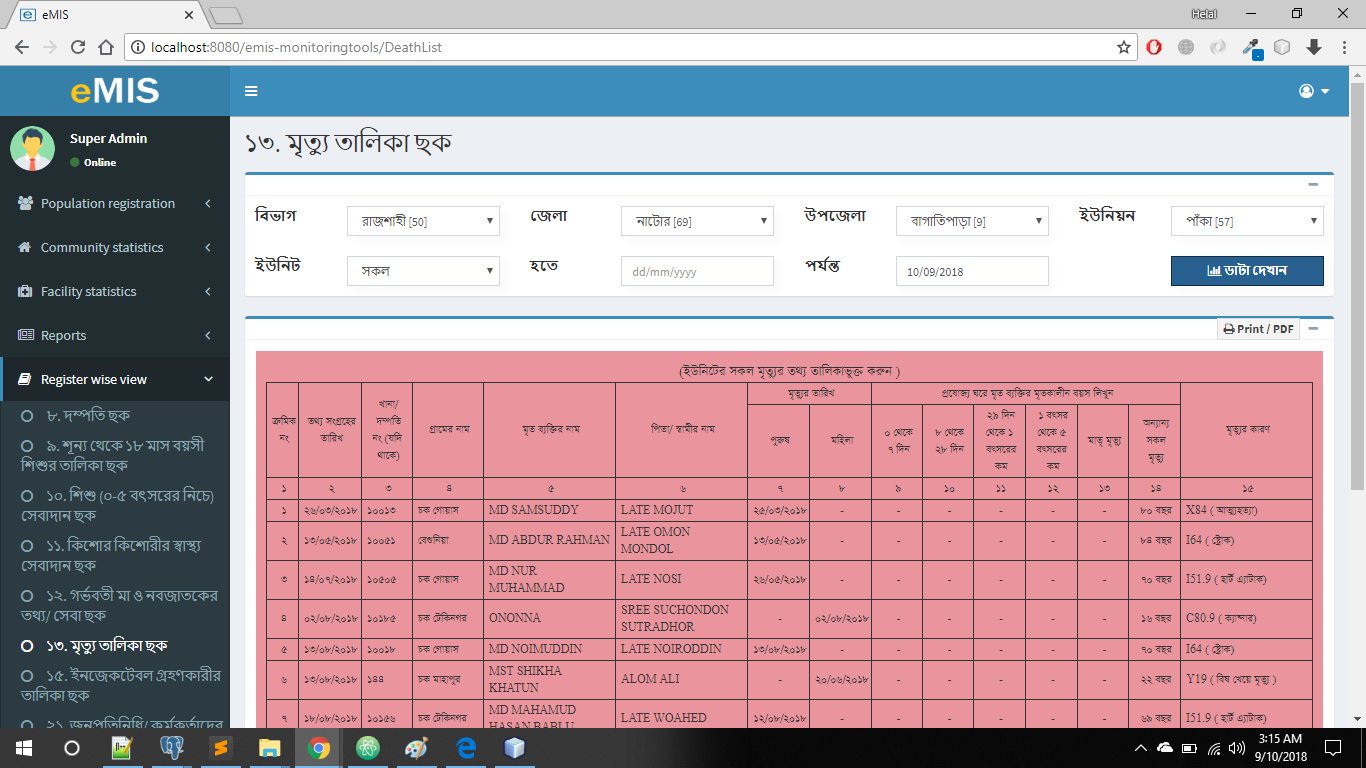 eMIS
Helal
localhost:8080/emis-monitoringtools/DeathList
eMIS
Super Admin
Online
Population registration
Community statistics
Facility statistics
Reports
Register wise view
৮. দম্পতি ছক
৯. শূন্য থেকে ১৮ মাস বয়সী
শিশুর তালিকা ছক
১০. শিশু (০-৫ বৎসরের নিচে)
সেবাদান ছক
১১. কিশোর কিশোরীর স্বাস্থ্য
সেবাদান ছক
১২. গর্ভবতী মা ও নবজাতকের
তথ্য/ সেবা ছক
১৩. মৃত্যু তালিকা ছক
১৫. ইনজেকটেবল গ্রহণকারীর
তালিকা ছক
২১. জনপ্রতিনিধি/ কর্মকর্তাদের
১৩. মৃত্যু তালিকা ছক
বিভাগ রাজশাহী [50] জেলা নাটোর [69] উপজেলা বাগাতিপাড়া [9] ইউনিয়ন পাঁকা [57]
ইউনিট সকল হতে dd/mm/yyyy পর্যন্ত 10/09/2018 ডাটা দেখান
Print / PDF
(ইউনিটের সকল মৃত্যুর তথ্য তালিকাভুক্ত করুন )
ক্রমিক
নং
তথ্য সংগ্রহের
তারিখ
খানা/
দম্পতি
নং (যদি
থাকে)
গ্রামের নাম
মৃত ব্যক্তির নাম
পিতা/ স্বামীর নাম
মৃত্যুর তারিখ
পুরুষ
মহিলা
প্রযোজ্য ঘরে মৃত ব্যক্তির মৃতকালীন বয়স লিখুন
০ থেকে
৭ দিন
৮ থেকে
২৮ দিন
২৯ দিন
থেকে ১
বৎসরের
কম
১ বৎসর
থেকে ৫
বৎসরের
কম
মাতৃ মৃত্যু
অন্যান্য
সকল
মৃত্যু
মৃত্যুর কারণ
১ ২ ৩ ৪ ৫ ৬ ৭ ৮ ৯ ১০ ১১ ১২ ১৩ ১৪ ১৫
১ ২৬/০৩/২০১৮ ১০০১৩ চক গোয়াস MD SAMSUDDY LATE MOJUT ২৫/০৩/২০১৮ - - - - - - ৮০ বছর X84 ( আত্মহত্যা)
২ ১৩/০৫/২০১৮ ১০০৫১ বেগুনিয়া MD ABDUR RAHMAN LATE OMON
MONDOL ১৩/০৫/২০১৮ - - - - - - ৮৪ বছর I64 ( ষ্ট্রোক)
৩ ১৪/০৭/২০১৮ ১০৫০৫ চক গোয়াস MD NUR
MUHAMMAD LATE NOSI ২৬/০৫/২০১৮ - - - - - - ৭০ বছর I51.9 ( হার্ট এ্যাটাক)
৪ ০২/০৮/২০১৮ ১০১৮৫ চক টেকিনগর ONONNA SREE SUCHONDON
SUTRADHOR - ০২/০৮/২০১৮ - - - - - ১৬ বছর C80.9 ( ক্যান্সার)
৫ ১৩/০৮/২০১৮ ১০০১৮ চক গোয়াস MD NOIMUDDIN LATE NOIRODDIN ১৩/০৮/২০১৮ - - - - - - ৭০ বছর I64 ( ষ্ট্রোক)
৬ ১৩/০৮/২০১৮ ১৪৪ চক মাহাপুর MST SHIKHA
KHATUN ALOM ALI - ২০/০৬/২০১৮ - - - - - ২২ বছর Y19 ( বিষ খেয়ে মৃত্যু )
৭ ১৮/০৮/২০১৮ ১০১৫৬ চক টেকিনগর MD MAHAMUD
HASAN BABLU LATE WOAHED ১২/০৮/২০১৮ - - - - - - ৬৯ বছর I51.9 ( হার্ট এ্যাটাক)
3:15 AM
9/10/2018